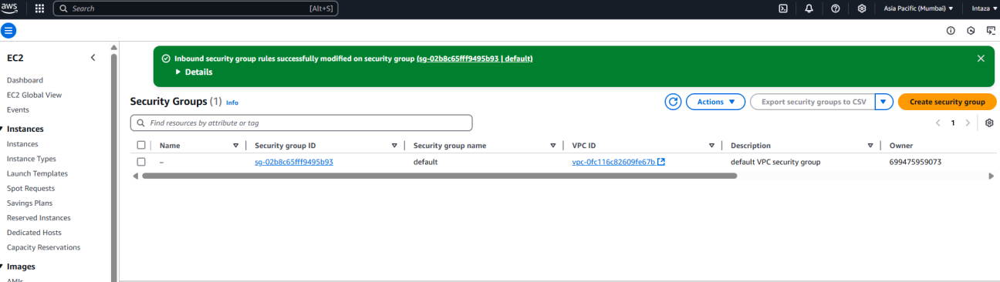 aws
Search [Alt+S]
Asia Pacific (Mumbai) ▼ Intaza ▼
EC2
Dashboard
EC2 Global View
Events
▼ Instances
Instances
Instance Types
Launch Templates
Spot Requests
Savings Plans
Reserved Instances
Dedicated Hosts
Capacity Reservations
▼ Images
AMIs
Inbound security group rules successfully modified on security group (sg-02b8c65fff9495b93 | default)
▶ Details
Security Groups (1) Info
Actions ▼ Export security groups to CSV ▼ Create security group
Find resources by attribute or tag
< 1 >
Name Security group ID Security group name VPC ID Description Owner
– sg-02b8c65fff9495b93 default vpc-0fc116c82609fe67b default VPC security group 699475959073